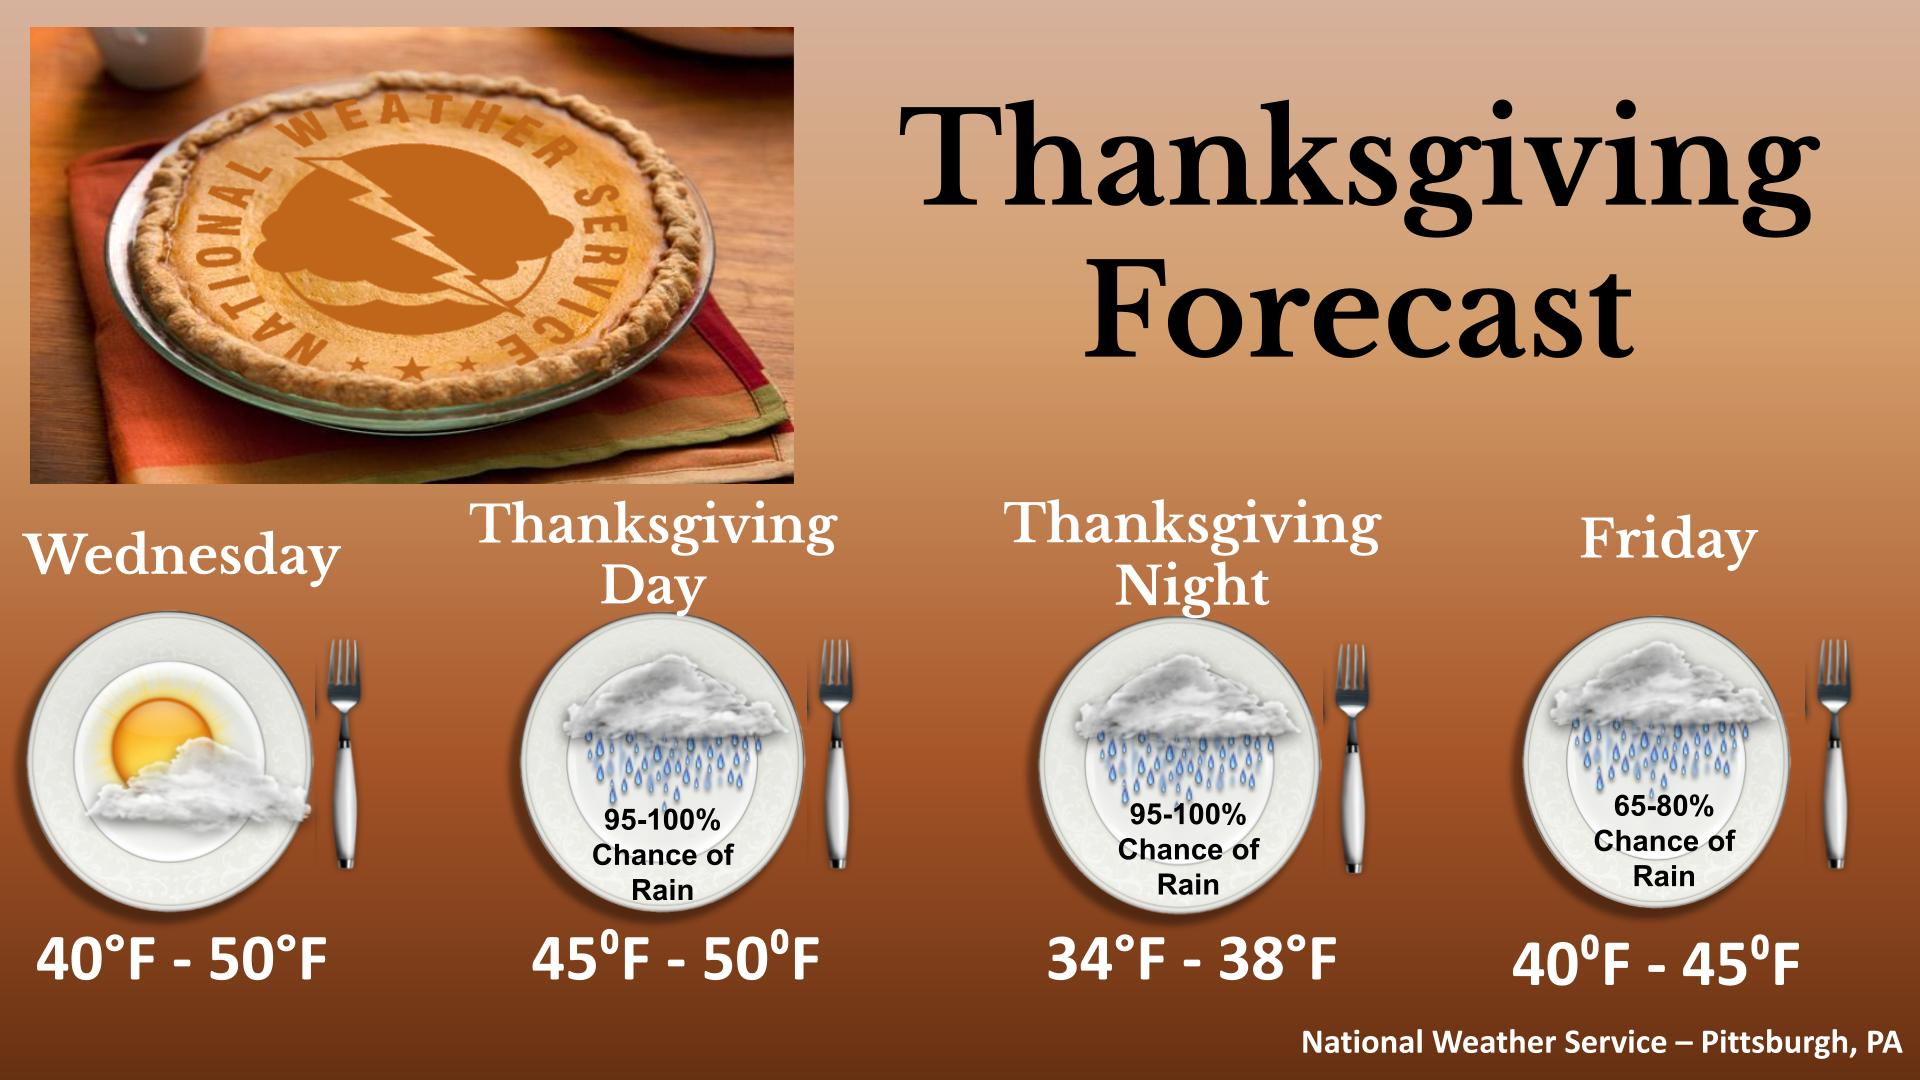 NATIONAL WEATHER SERVICE
Thanksgiving
Forecast
Wednesday
Thanksgiving
Day
Thanksgiving
Night
Friday
95-100%
Chance of
Rain
95-100%
Chance of
Rain
65-80%
Chance of
Rain
40°F - 50°F
45⁰F - 50⁰F
34°F - 38°F
40⁰F - 45⁰F
National Weather Service – Pittsburgh, PA